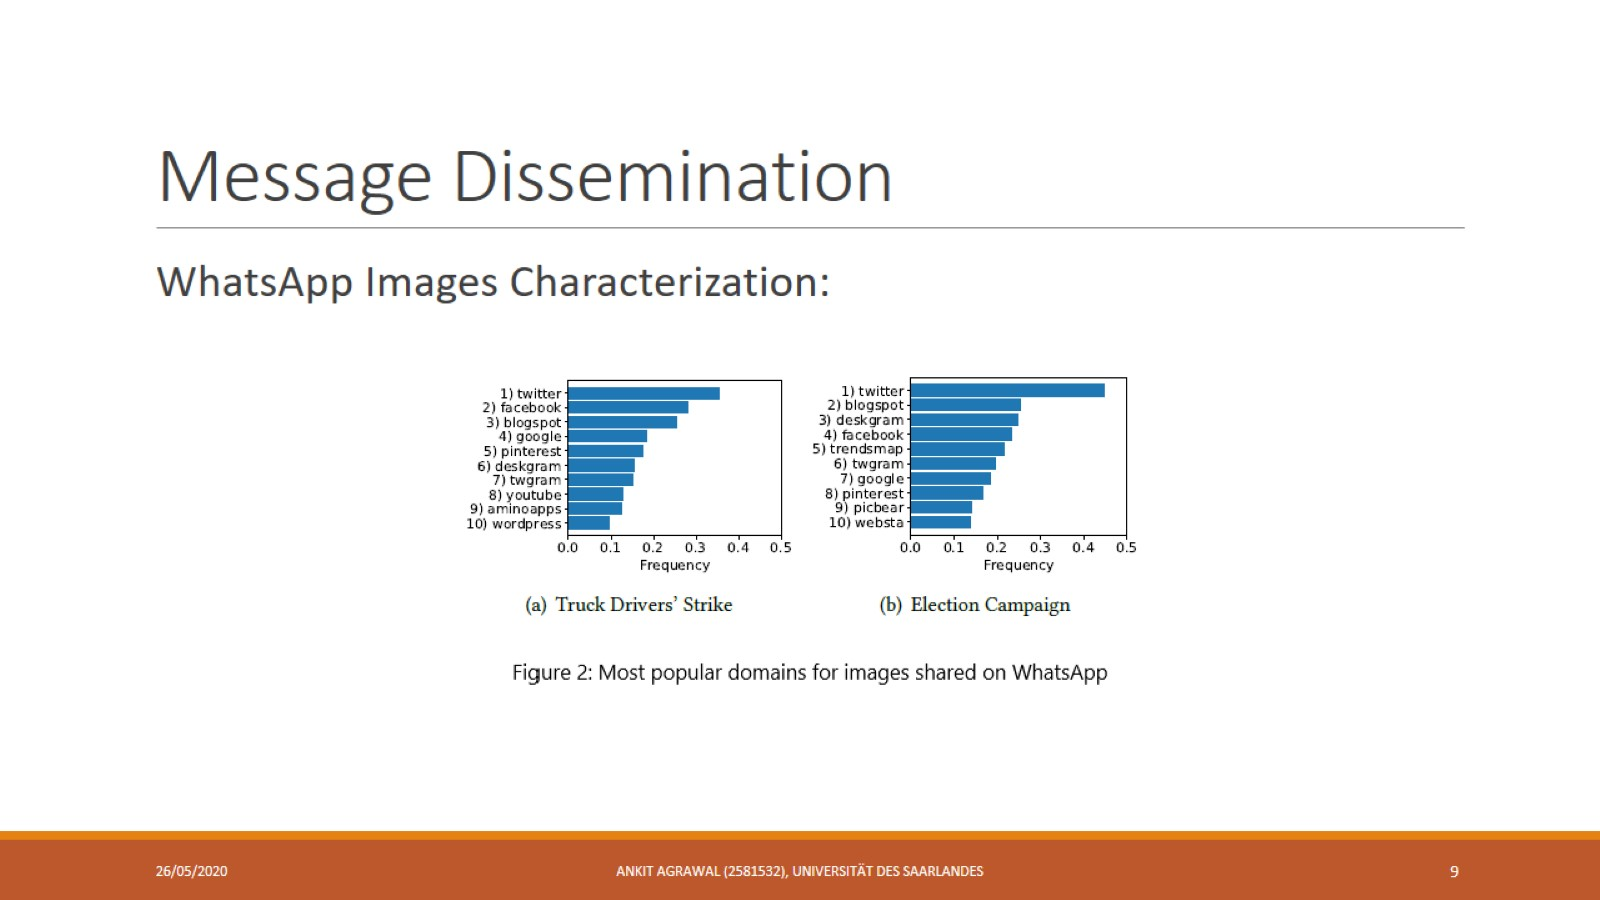 Message Dissemination
WhatsApp Images Characterization:
1) twitter
2) facebook
3) blogspot
4) google
5) pinterest
6) deskgram
7) twgram
8) youtube
9) aminoapps
10) wordpress
0.0 0.1 0.2 0.3 0.4 0.5
Frequency
(a) Truck Drivers’ Strike
1) twitter
2) blogspot
3) deskgram
4) facebook
5) trendsmap
6) twgram
7) google
8) pinterest
9) picbear
10) websta
0.0 0.1 0.2 0.3 0.4 0.5
Frequency
(b) Election Campaign
Figure 2: Most popular domains for images shared on WhatsApp
26/05/2020
ANKIT AGRAWAL (2581532), UNIVERSITÄT DES SAARLANDES
9